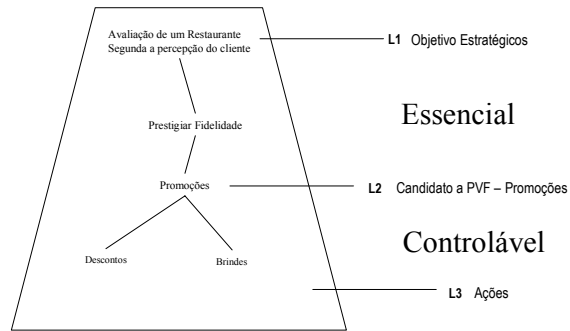 Avaliação de um Restaurante
Segunda a percepção do cliente
L1 Objetivo Estratégicos
Essencial
Prestigiar Fidelidade
Promoções
L2 Candidato a PVF – Promoções
Controlável
Descontos
Brindes
L3 Ações